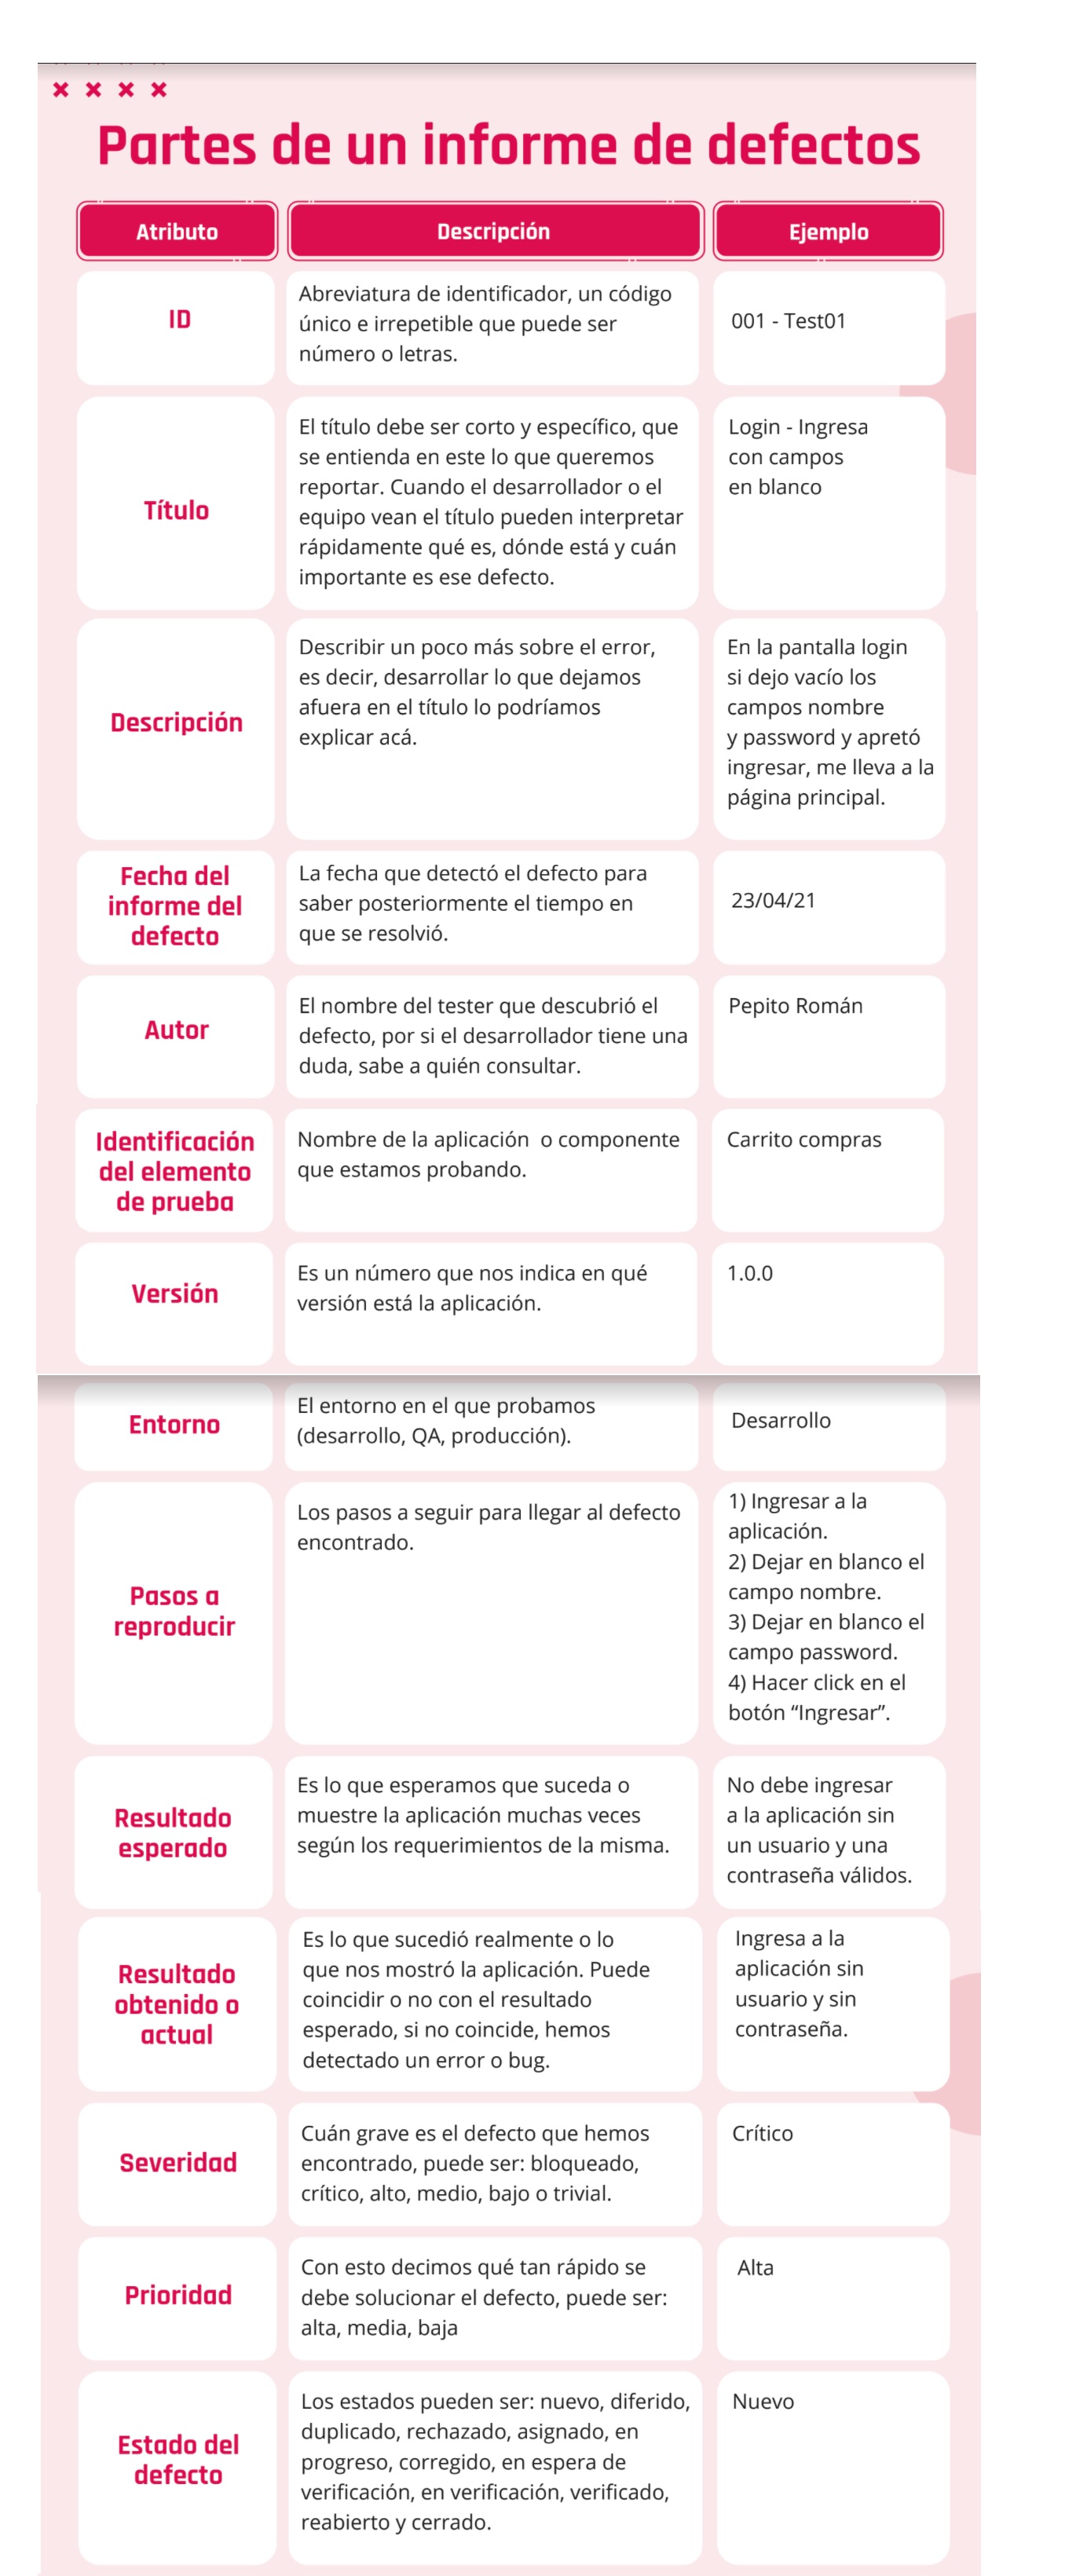 Partes de un informe de defectos
Atributo
Descripción
Ejemplo
ID
Abreviatura de identificador, un código
único e irrepetible que puede ser
número o letras.
001 - Test01
Título
El título debe ser corto y específico, que
se entienda en este lo que queremos
reportar. Cuando el desarrollador o el
equipo vean el título pueden interpretar
rápidamente qué es, dónde está y cuán
importante es ese defecto.
Login - Ingresa
con campos
en blanco
Descripción
Describir un poco más sobre el error,
es decir, desarrollar lo que dejamos
afuera en el título lo podríamos
explicar acá.
En la pantalla login
si dejo vacío los
campos nombre
y password y apretó
ingresar, me lleva a la
página principal.
Fecha del
informe del
defecto
La fecha que detectó el defecto para
saber posteriormente el tiempo en
que se resolvió.
23/04/21
Autor
El nombre del tester que descubrió el
defecto, por si el desarrollador tiene una
duda, sabe a quién consultar.
Pepito Román
Identificación
del elemento
de prueba
Nombre de la aplicación o componente
que estamos probando.
Carrito compras
Versión
Es un número que nos indica en qué
versión está la aplicación.
1.0.0
Entorno
El entorno en el que probamos
(desarrollo, QA, producción).
Desarrollo
Pasos a
reproducir
Los pasos a seguir para llegar al defecto
encontrado.
1) Ingresar a la
aplicación.
2) Dejar en blanco el
campo nombre.
3) Dejar en blanco el
campo password.
4) Hacer click en el
botón “Ingresar”.
Resultado
esperado
Es lo que esperamos que suceda o
muestre la aplicación muchas veces
según los requerimientos de la misma.
No debe ingresar
a la aplicación sin
un usuario y una
contraseña válidos.
Resultado
obtenido o
actual
Es lo que sucedió realmente o lo
que nos mostró la aplicación. Puede
coincidir o no con el resultado
esperado, si no coincide, hemos
detectado un error o bug.
Ingresa a la
aplicación sin
usuario y sin
contraseña.
Severidad
Cuán grave es el defecto que hemos
encontrado, puede ser: bloqueado,
crítico, alto, medio, bajo o trivial.
Crítico
Prioridad
Con esto decimos qué tan rápido se
debe solucionar el defecto, puede ser:
alta, media, baja
Alta
Estado del
defecto
Los estados pueden ser: nuevo, diferido,
duplicado, rechazado, asignado, en
progreso, corregido, en espera de
verificación, en verificación, verificado,
reabierto y cerrado.
Nuevo